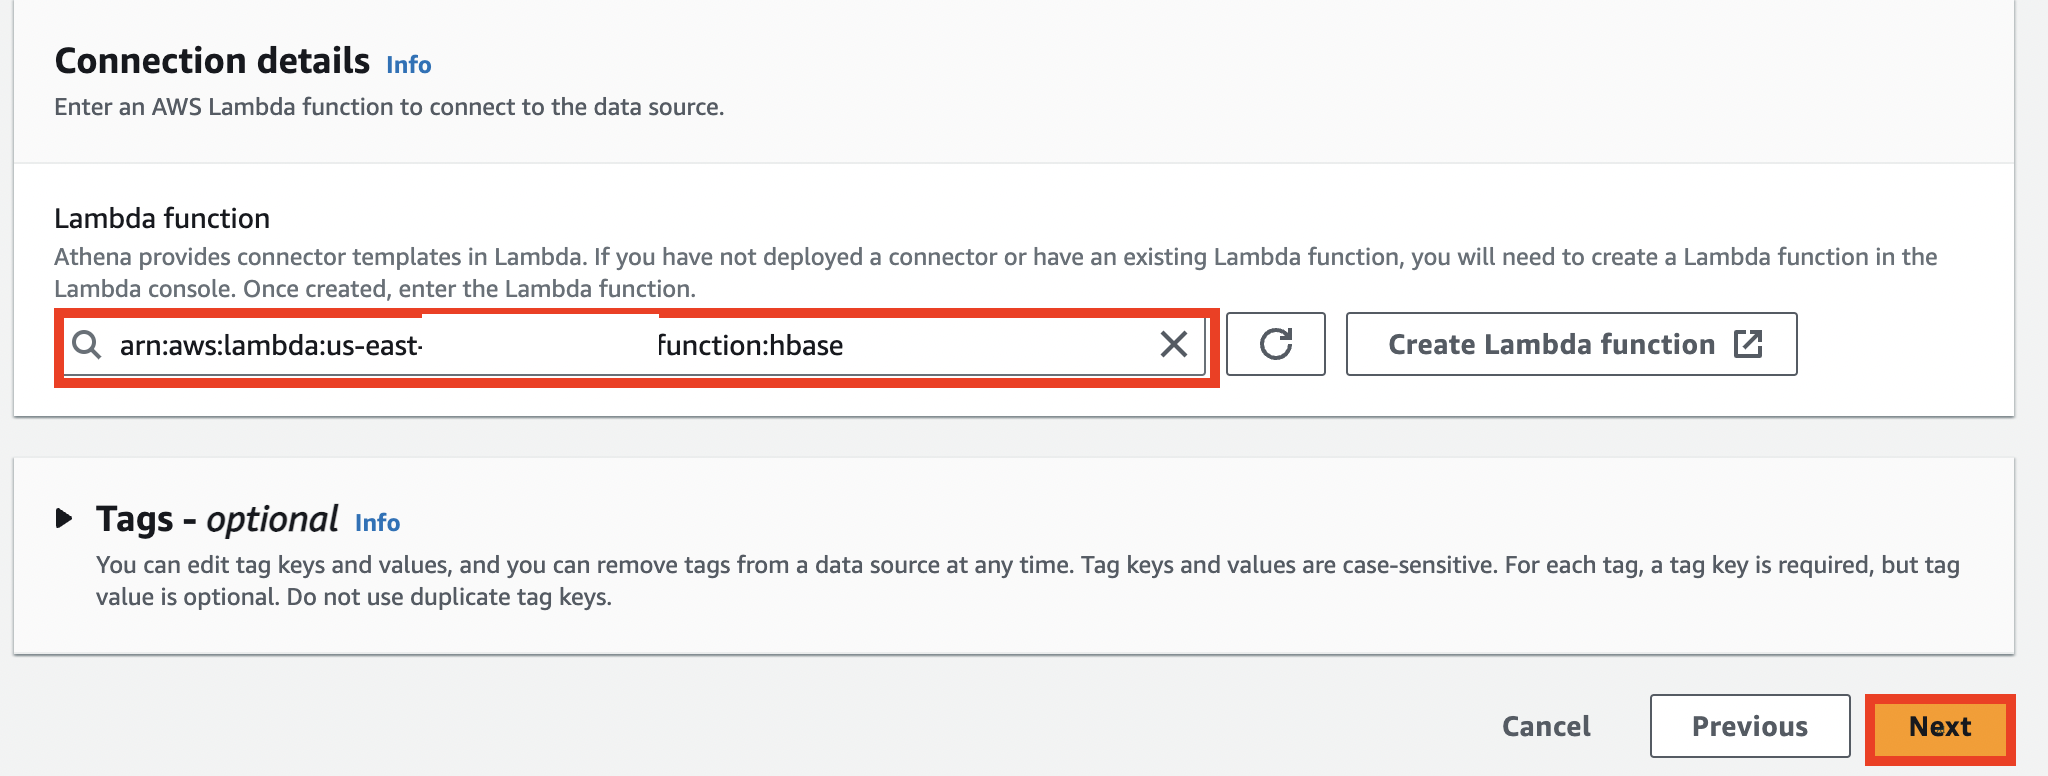 Connection details Info
Enter an AWS Lambda function to connect to the data source.
Lambda function
Athena provides connector templates in Lambda. If you have not deployed a connector or have an existing Lambda function, you will need to create a Lambda function in the
Lambda console. Once created, enter the Lambda function.
arn:aws:lambda:us-east- function:hbase
Create Lambda function
Tags - optional Info
You can edit tag keys and values, and you can remove tags from a data source at any time. Tag keys and values are case-sensitive. For each tag, a tag key is required, but tag
value is optional. Do not use duplicate tag keys.
Cancel Previous Next